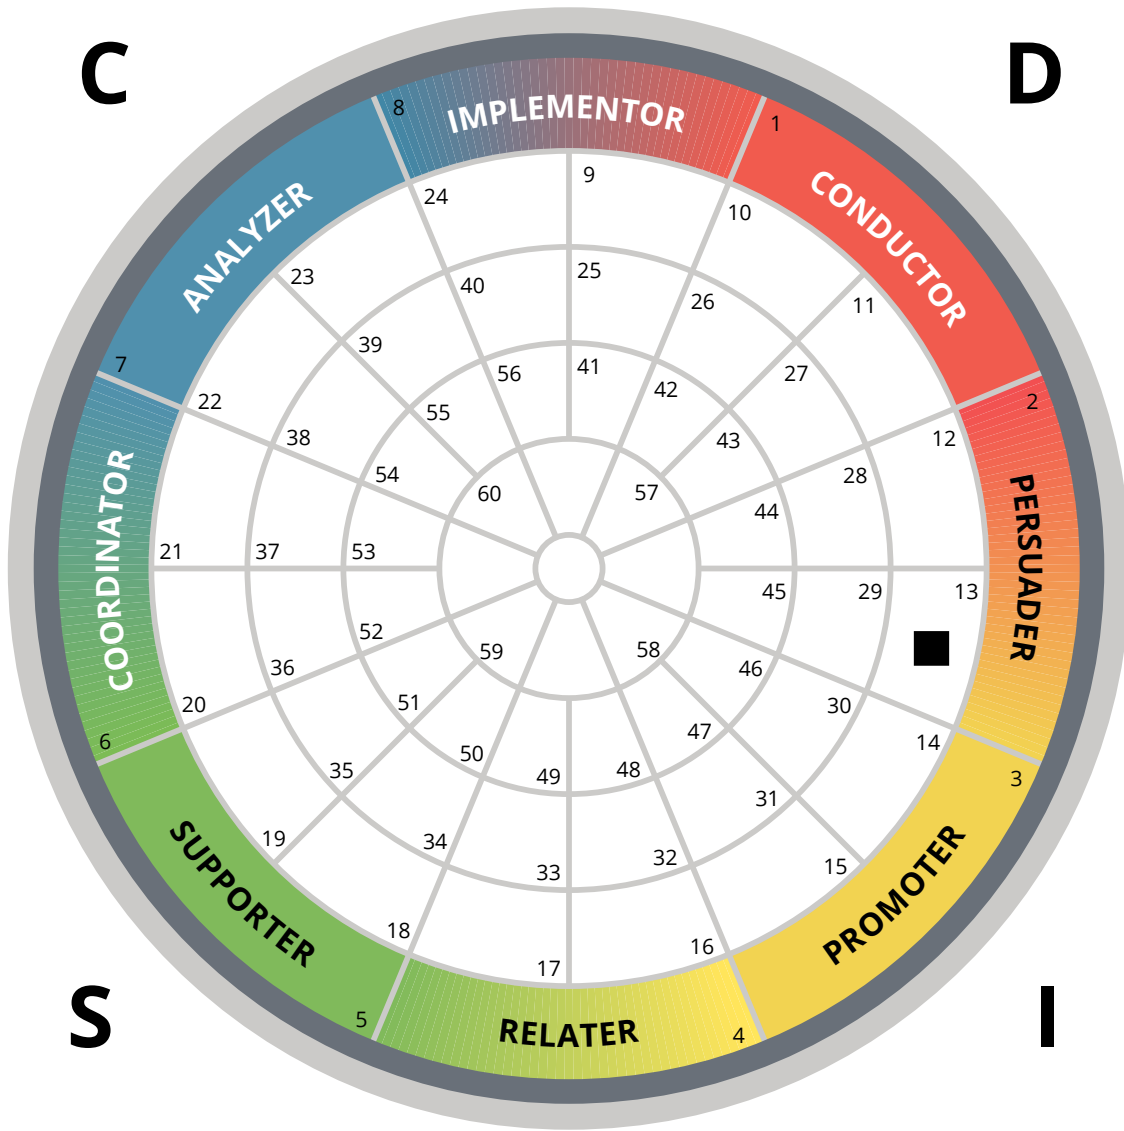 C
D
8 IMPLEMENTOR
1 CONDUCTOR
2 PERSUADER
3 PROMOTER
4 RELATER
5 SUPPORTER
6 COORDINATOR
7 ANALYZER
24 9 10 11 12 13 14 15 16 17 18 19 20 21 22 23
40 25 26 27 28 29 30 31 32 33 34 35 36 37 38 39
56 41 42 43 44 45 46 47 48 49 50 51 52 53 54 55
60 57 58 59
S
I